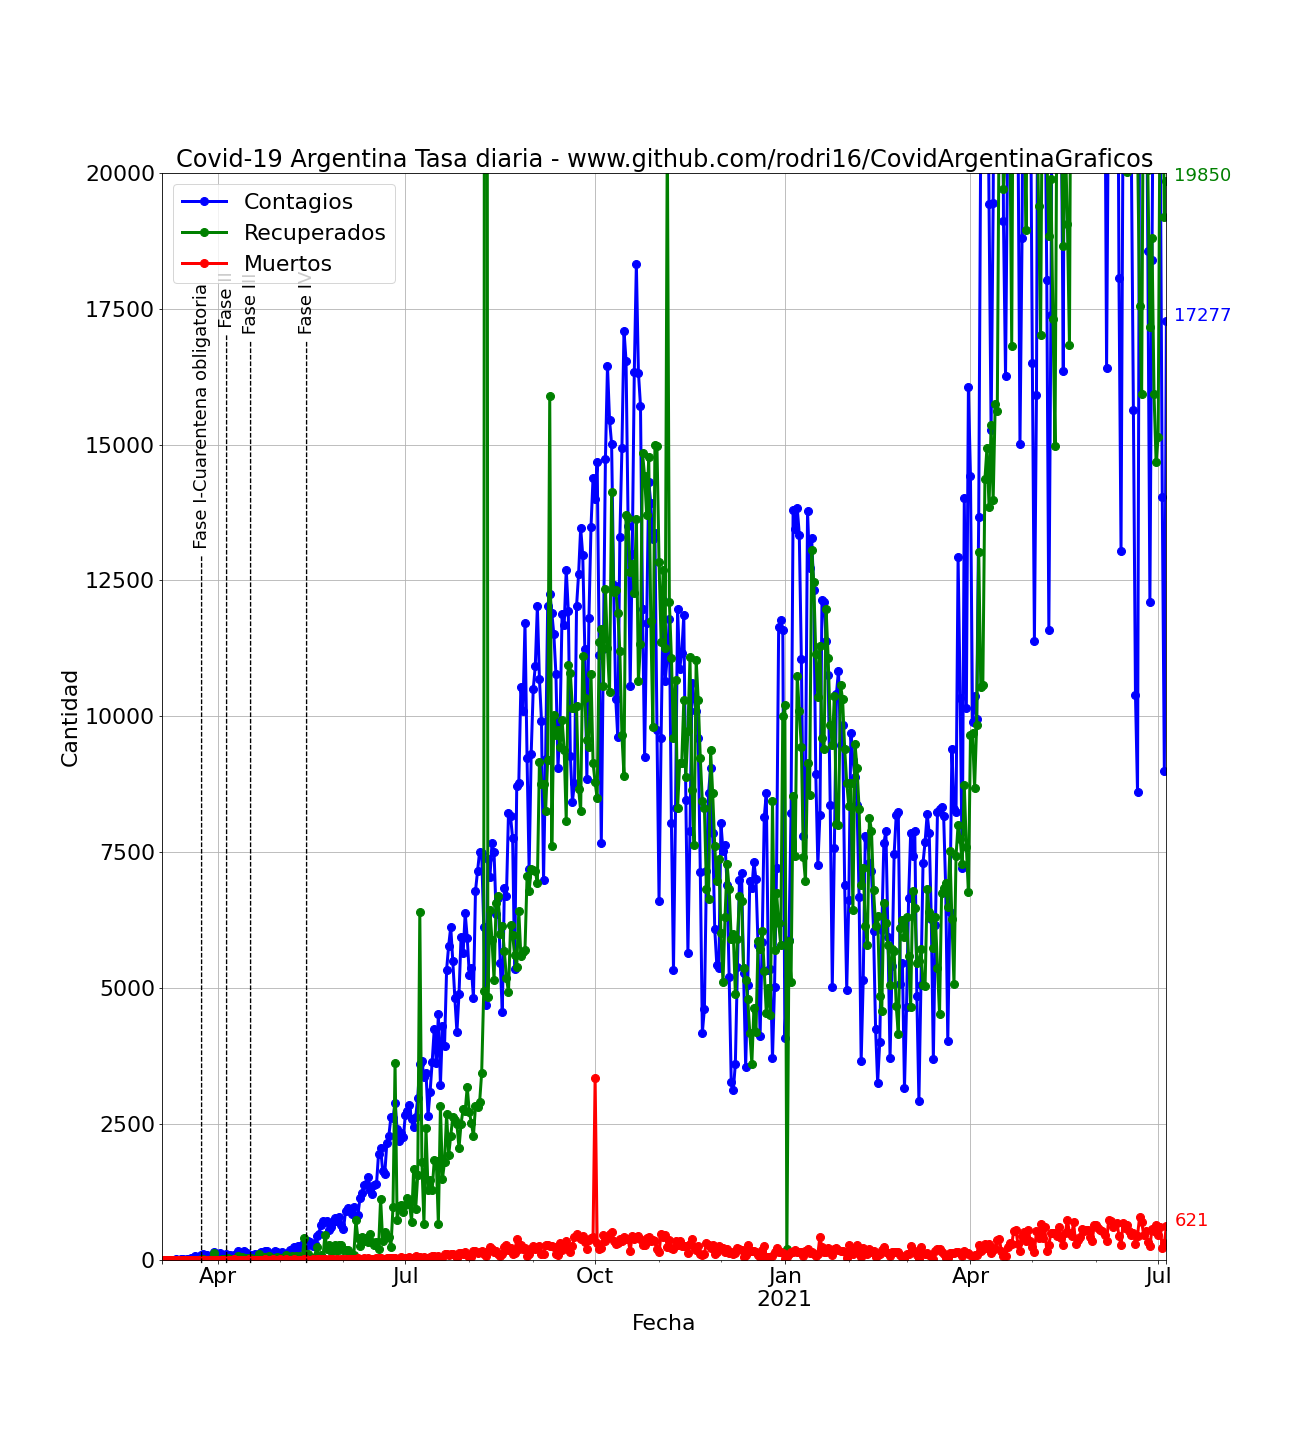 Covid-19 Argentina Tasa diaria - www.github.com/rodri16/CovidArgentinaGraficos
20000
17500
15000
12500
10000
7500
5000
2500
0
Cantidad
Contagios
Recuperados
Muertos
Fase I-Cuarentena obligatoria
Fase II
Fase III
Fase IV
19850
17277
621
Apr
Jul
Oct
Jan
2021
Apr
Jul
Fecha